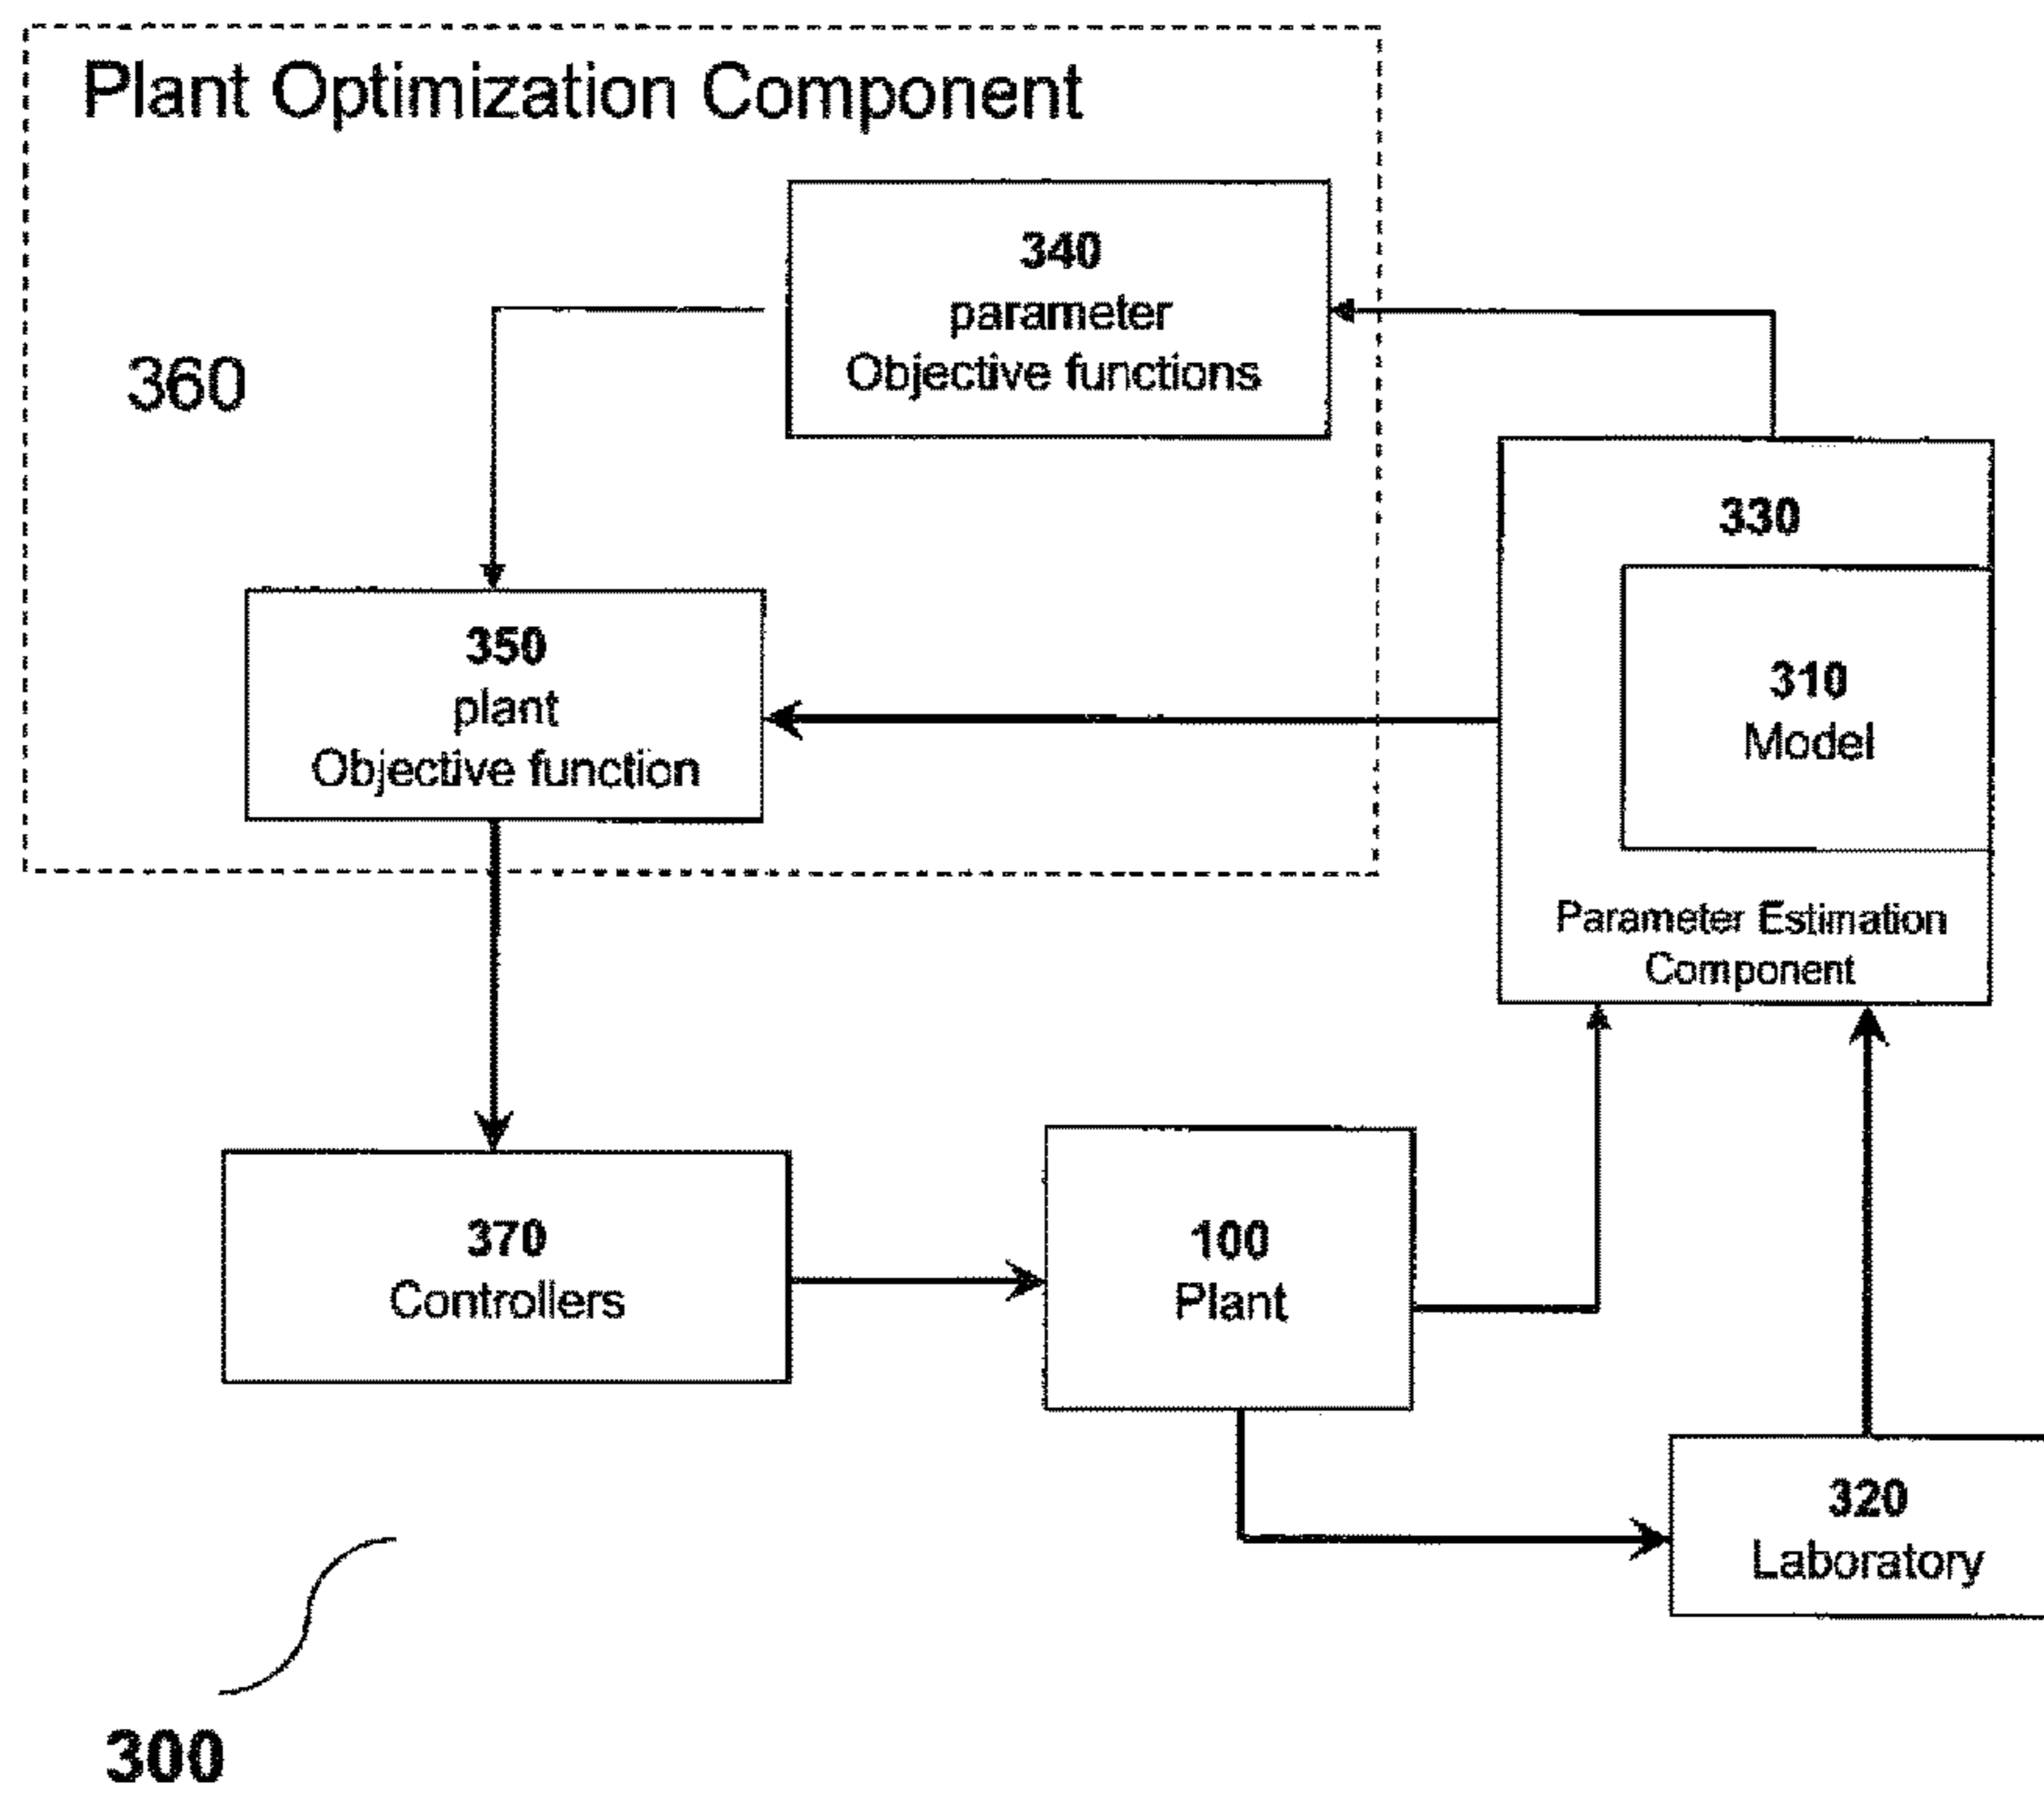 Plant Optimization Component
340
parameter
Objective functions
360
330
350
plant
Objective function
310
Model
Parameter Estimation
Component
370
Controllers
100
Plant
320
Laboratory
300